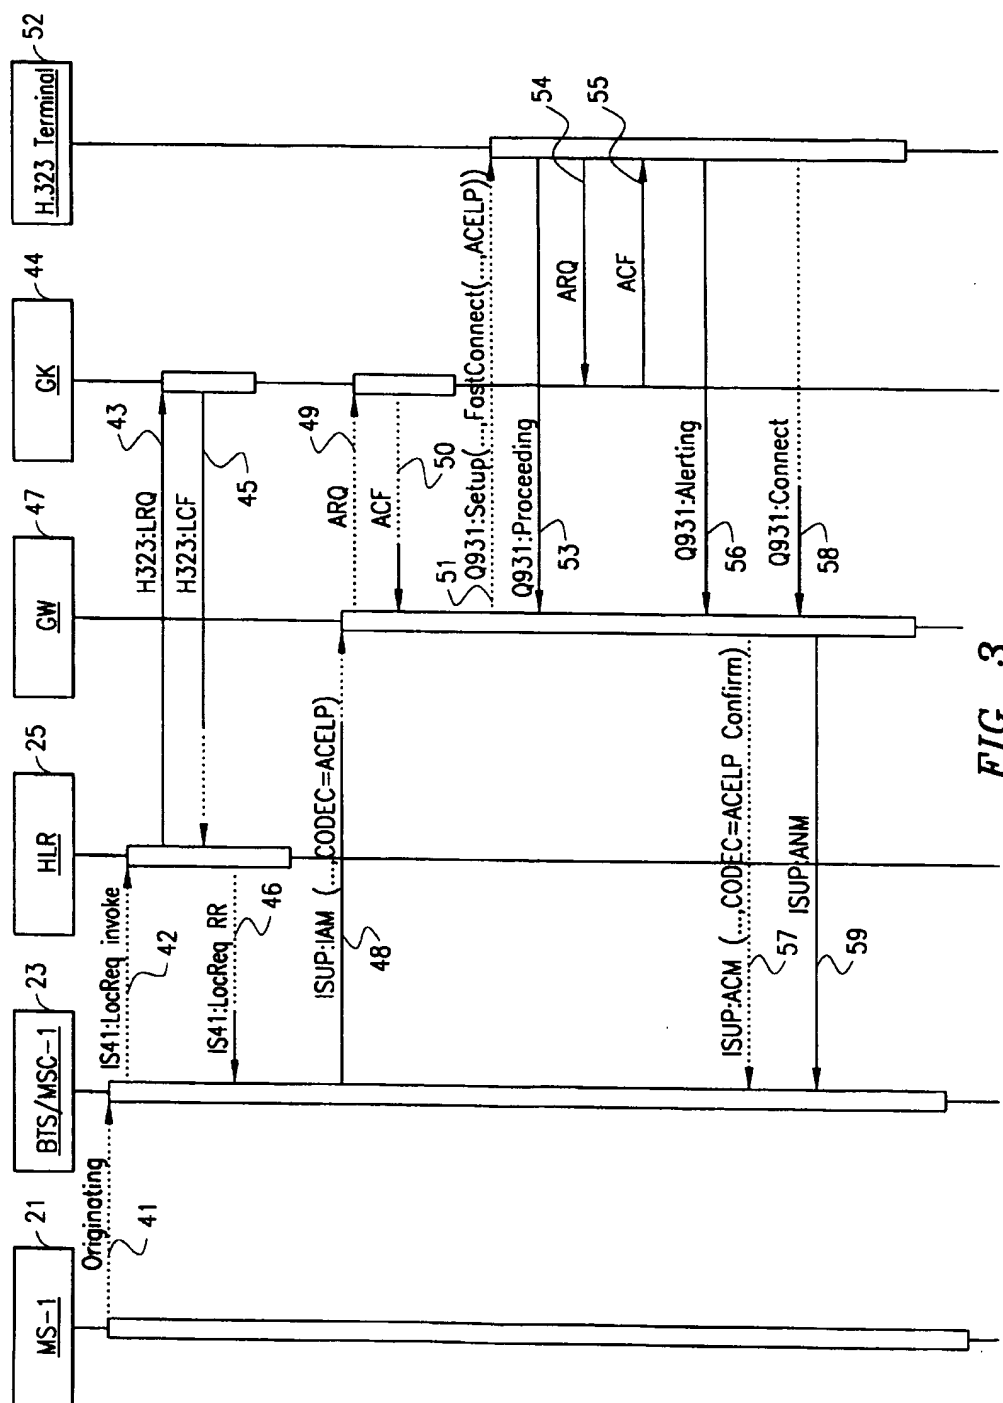 MS-1
21
BTS/MSC-1
23
HLR
25
GW
47
GK
44
H.323 Terminal
52
Originating
41
IS41:LocReq invoke
42
H323:LRQ
43
H323:LCF
45
IS41:LocReq RR
46
ISUP:IAM (...,CODEC=ACELP)
48
ARQ
49
ACF
50
51
Q931:Setup(...,FastConnect(...,ACELP))
Q931:Proceeding
53
ARQ
54
ACF
55
Q931:Alerting
56
ISUP:ACM (...,CODEC=ACELP Confirm)
57
Q931:Connect
58
ISUP:ANM
59
FIG. 3